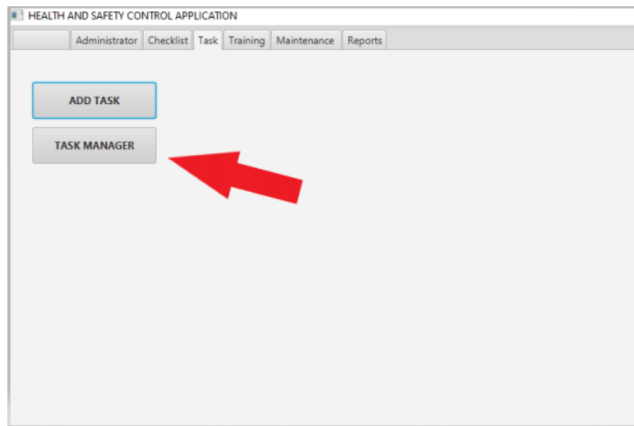 HEALTH AND SAFETY CONTROL APPLICATION
Administrator Checklist Task Training Maintenance Reports
ADD TASK
TASK MANAGER